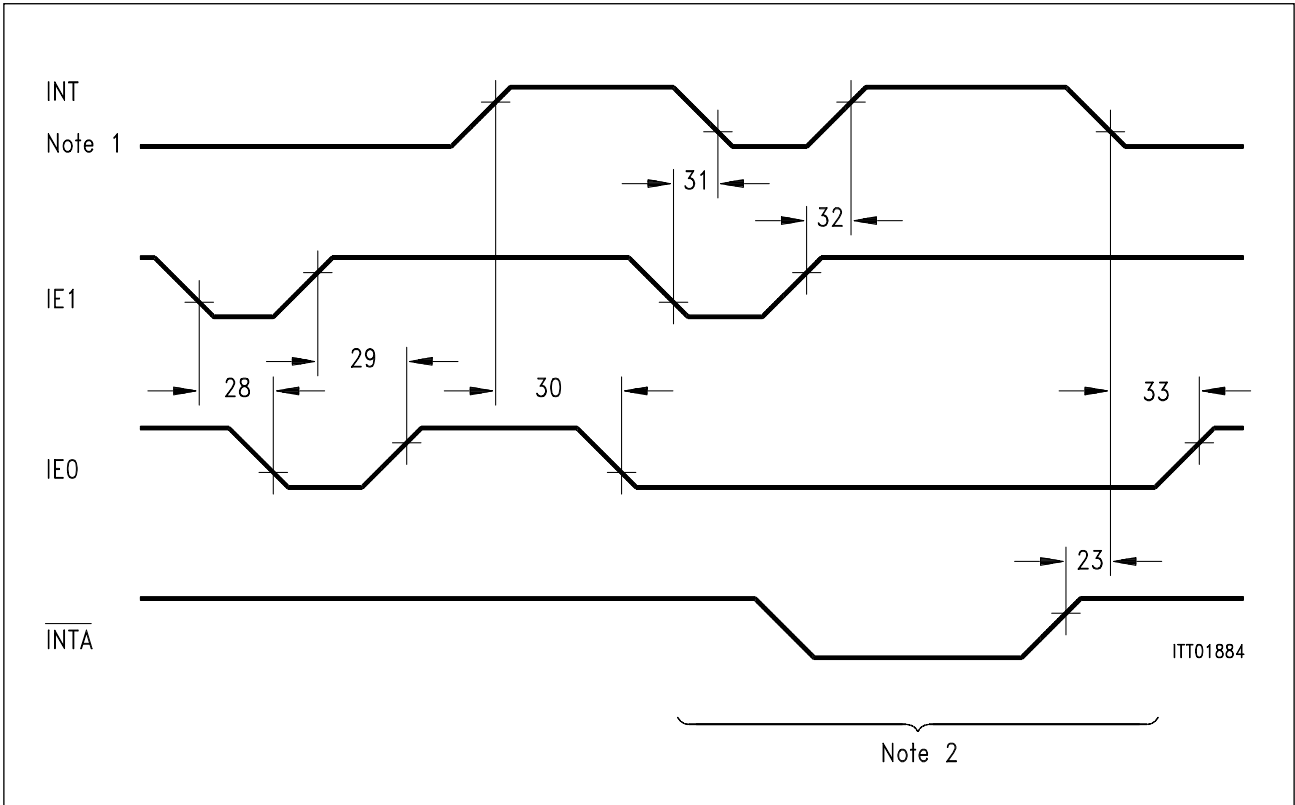 INT
Note 1
31
32
IE1
29
28
30
33
IE0
23
INTA
ITT01884
Note 2